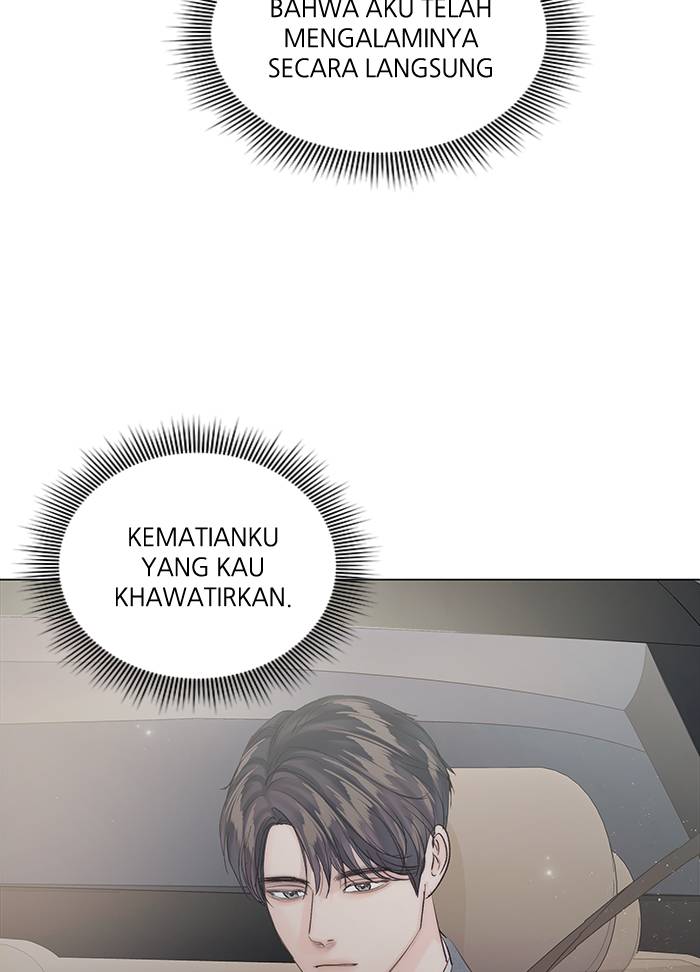 BAHWA AKU TELAH
MENGALAMINYA
SECARA LANGSUNG
KEMATIANKU
YANG KAU
KHAWATIRKAN.